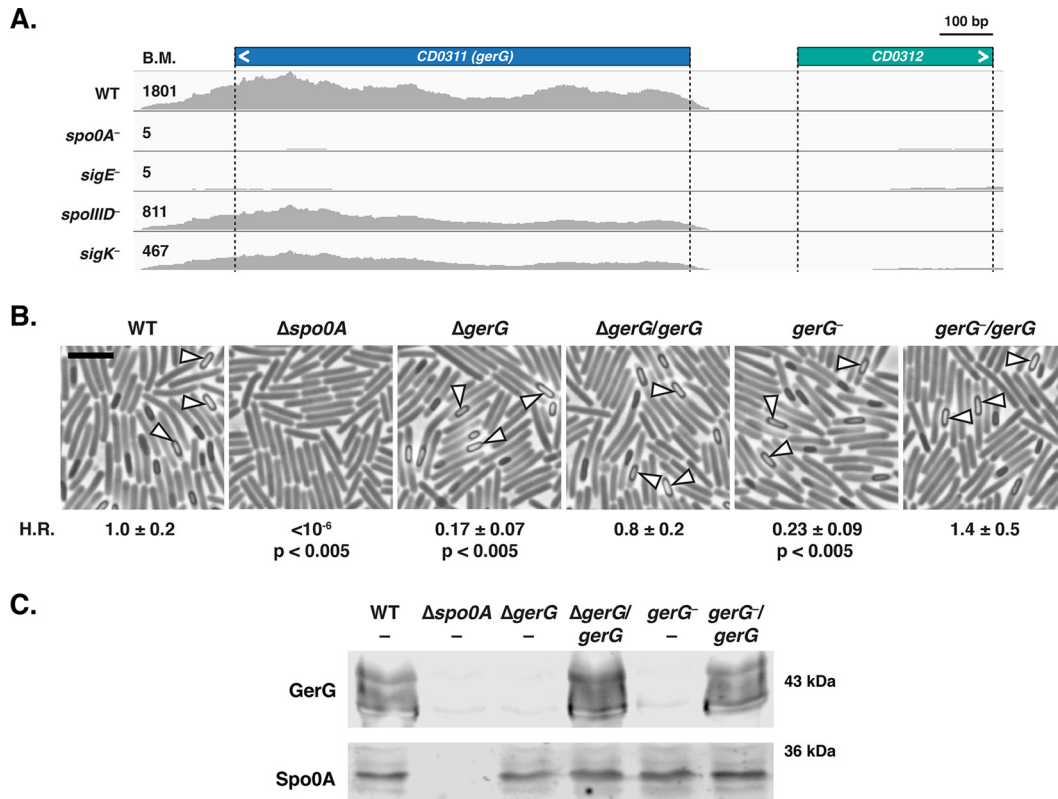 A.
100 bp
B.M.
CD0311 (gerG)
CD0312
WT 1801
spo0A⁻ 5
sigE⁻ 5
spoIIID⁻ 811
sigK⁻ 467
B.
WT ΔspoOA ΔgerG ΔgerG/gerG gerG⁻ gerG⁻/gerG
H.R. 1.0 ± 0.2 <10⁻⁶ 0.17 ± 0.07 0.8 ± 0.2 0.23 ± 0.09 1.4 ± 0.5
p < 0.005 p < 0.005 p < 0.005
C.
WT Δspo0A ΔgerG ΔgerG/ gerG⁻ gerG⁻/
– – – gerG – gerG
GerG 43 kDa
36 kDa
Spo0A